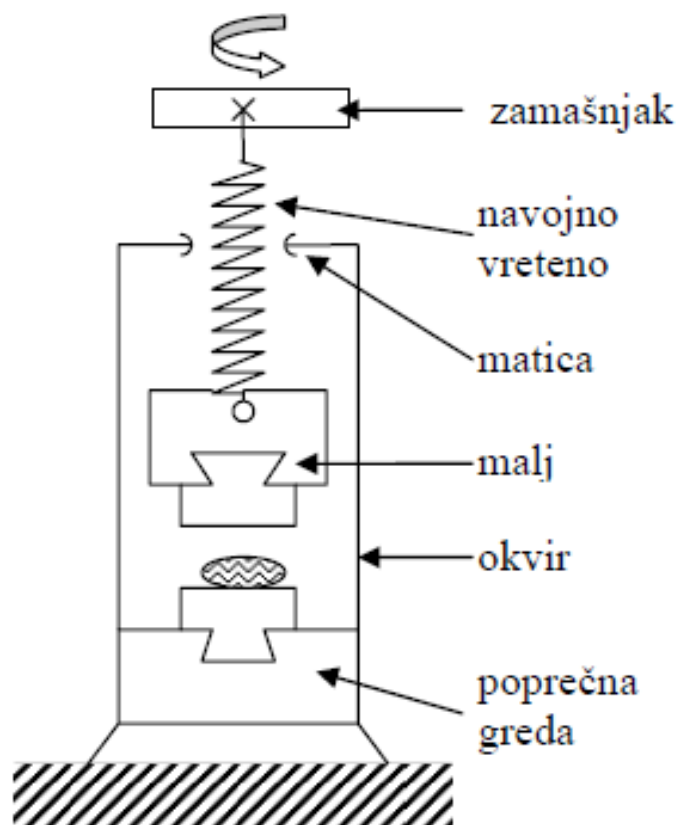 zamašnjak
navojno
vreteno
matica
malj
okvir
poprečna
greda